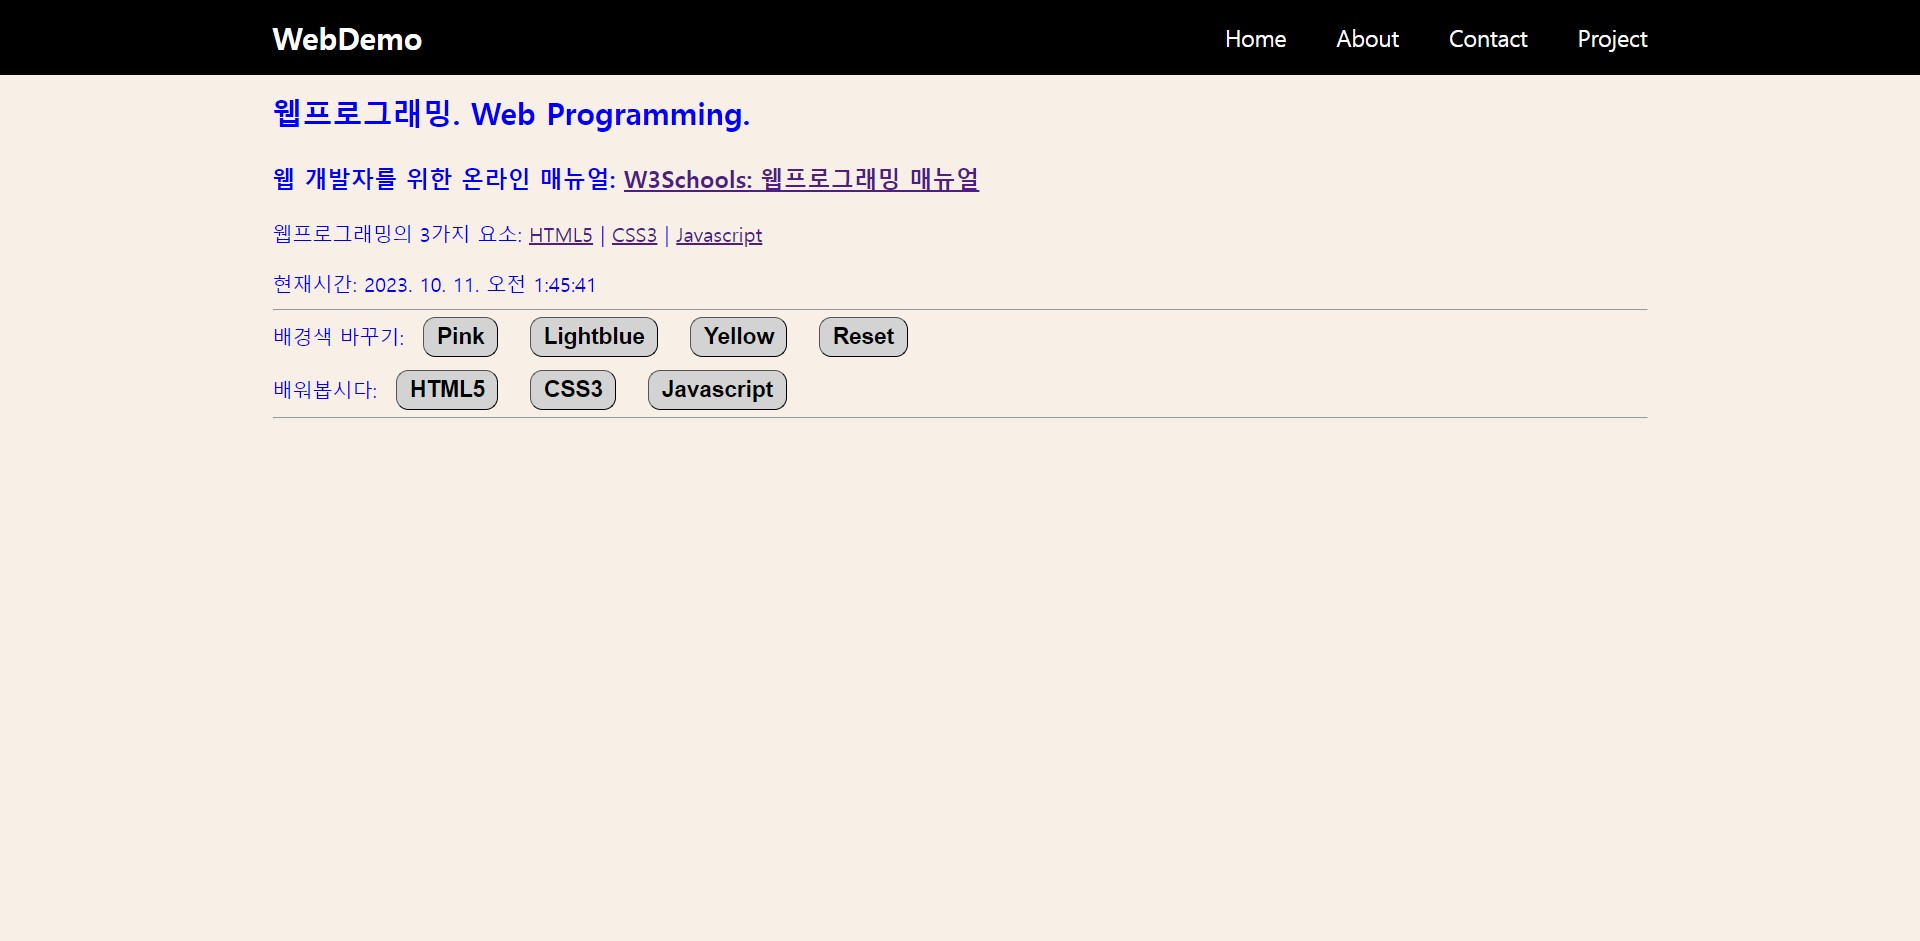 WebDemo Home About Contact Project
웹프로그래밍. Web Programming.
웹 개발자를 위한 온라인 매뉴얼: W3Schools: 웹프로그래밍 매뉴얼
웹프로그래밍의 3가지 요소: HTML5 | CSS3 | Javascript
현재시간: 2023. 10. 11. 오전 1:45:41
배경색 바꾸기: Pink Lightblue Yellow Reset
배워봅시다: HTML5 CSS3 Javascript